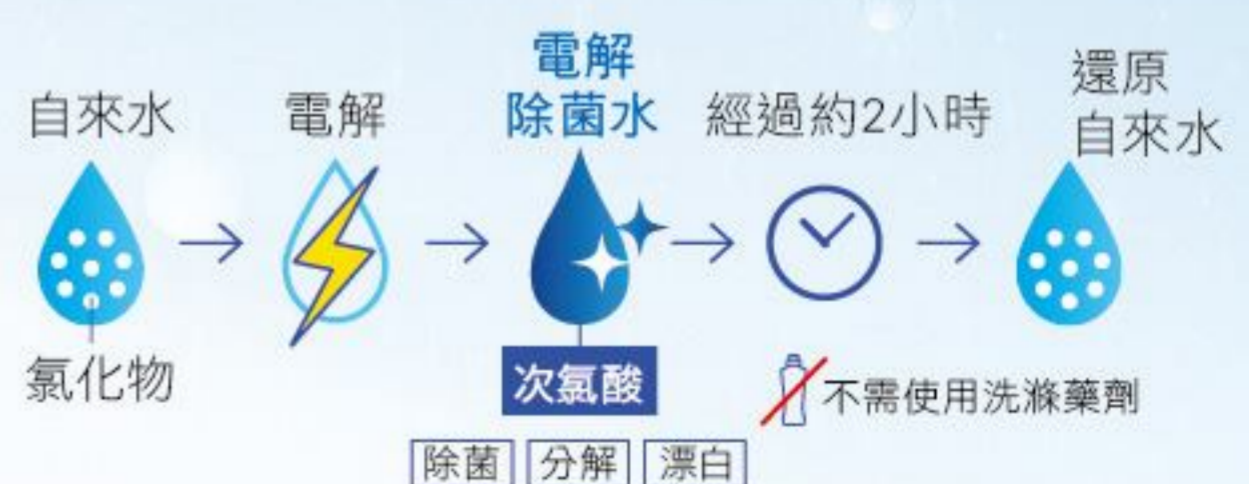 自來水
電解
電解
除菌水
經過約2小時
還原
自來水
氯化物
次氯酸
不需使用洗滌藥劑
除菌
分解
漂白